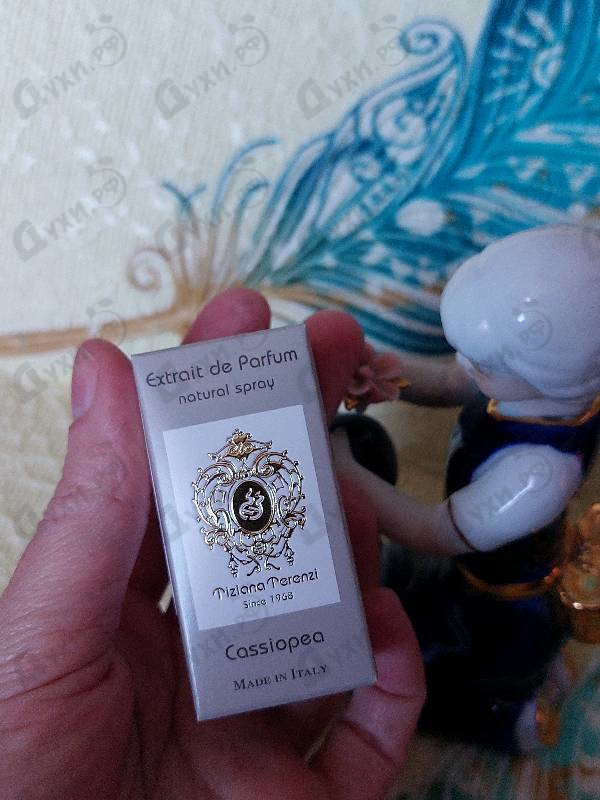 Extrait de Parfum
natural spray
Tiziana Terenzi
Since 1968
Cassiopea
MADE IN ITALY
Духи.рф